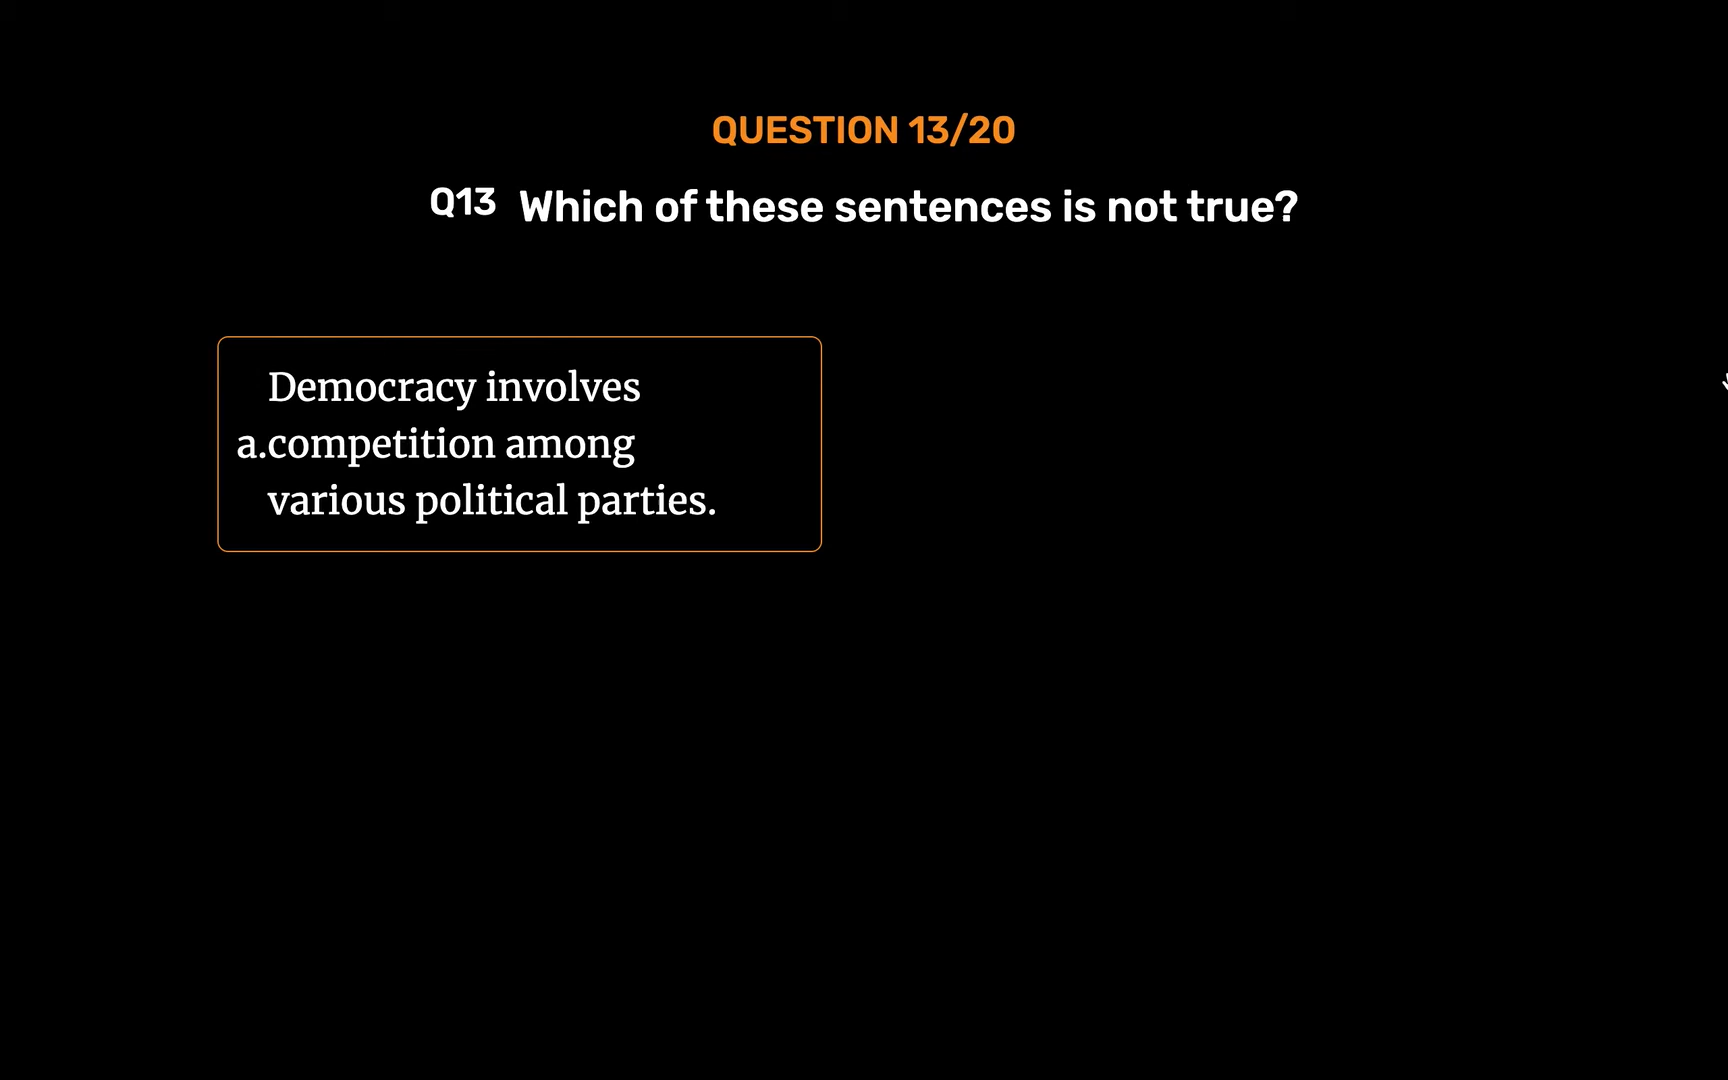 QUESTION 13/20
Q13 Which of these sentences is not true?
Democracy involves
a.competition among
various political parties.